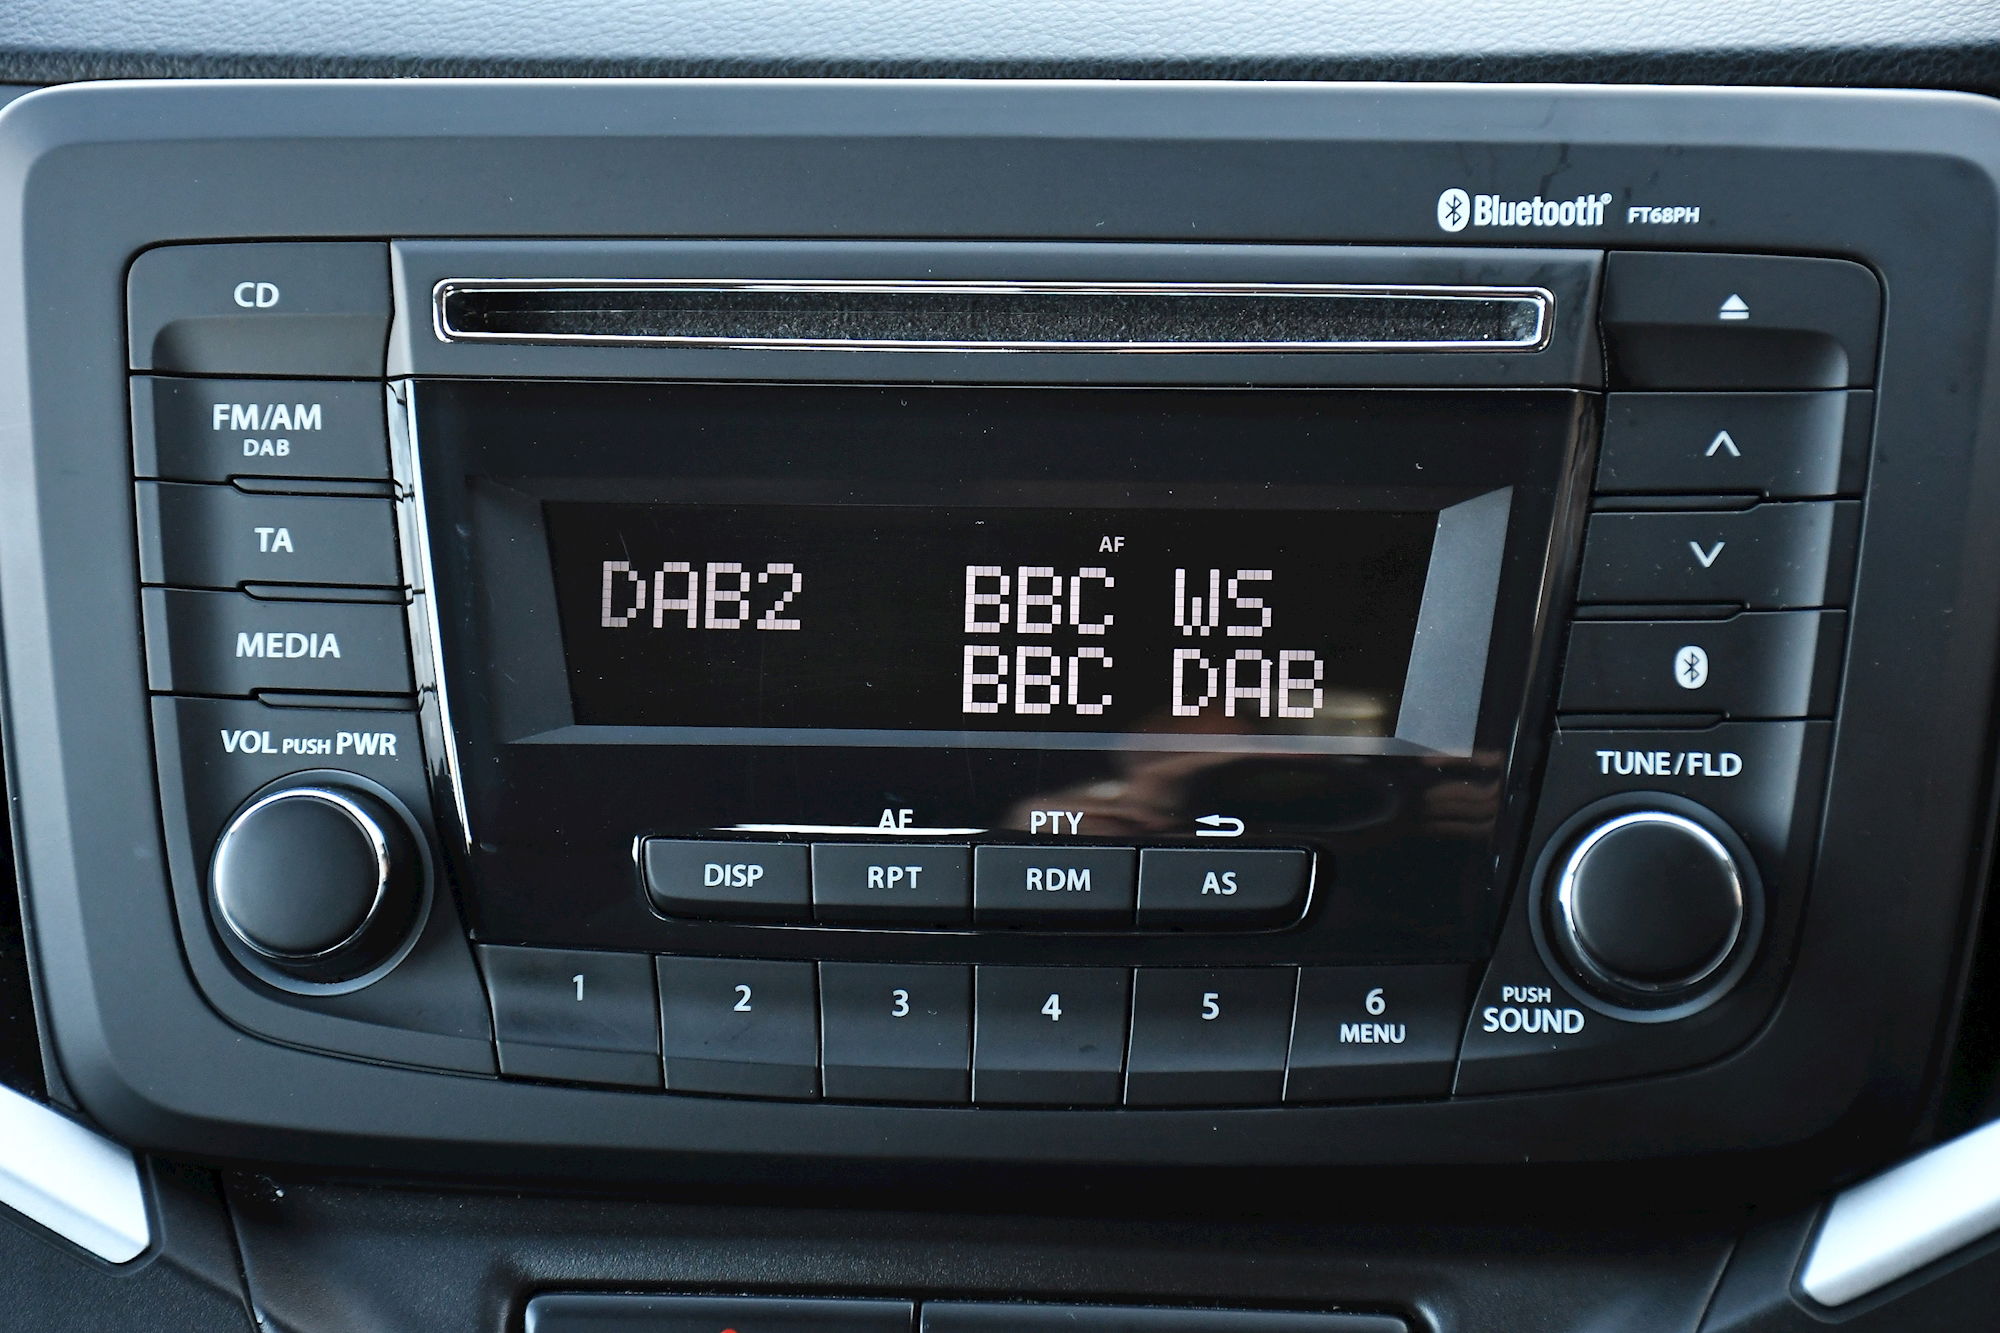 Bluetooth® FT68PH
CD
FM/AM
DAB
TA
MEDIA
VOL PUSH PWR
AF
DAB2 BBC WS
BBC DAB
TUNE/FLD
AF PTY
DISP RPT RDM AS
1 2 3 4 5 6
MENU
PUSH
SOUND